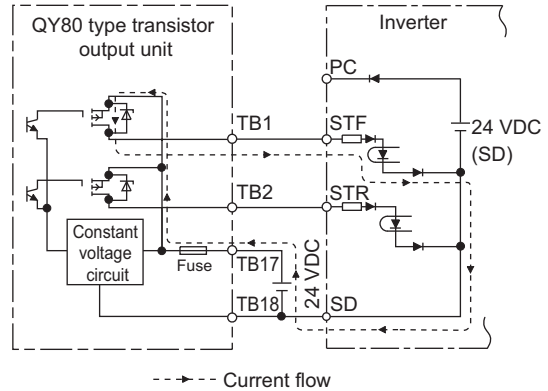 QY80 type transistor
output unit
Inverter
PC
TB1
STF
24 VDC
(SD)
TB2
STR
Constant
voltage
circuit
Fuse
TB17
24 VDC
TB18
SD
Current flow